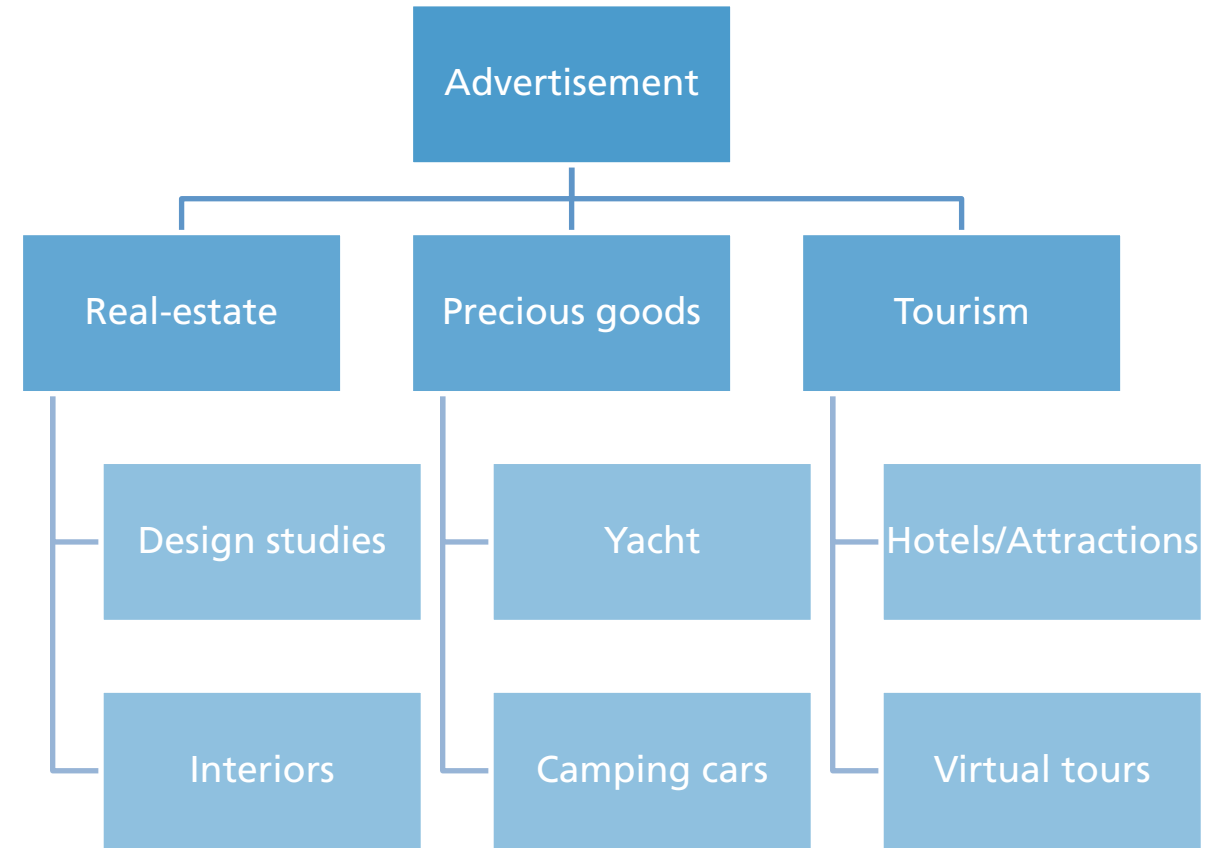 Advertisement
Real-estate
Precious goods
Tourism
Design studies
Yacht
Hotels/Attractions
Interiors
Camping cars
Virtual tours